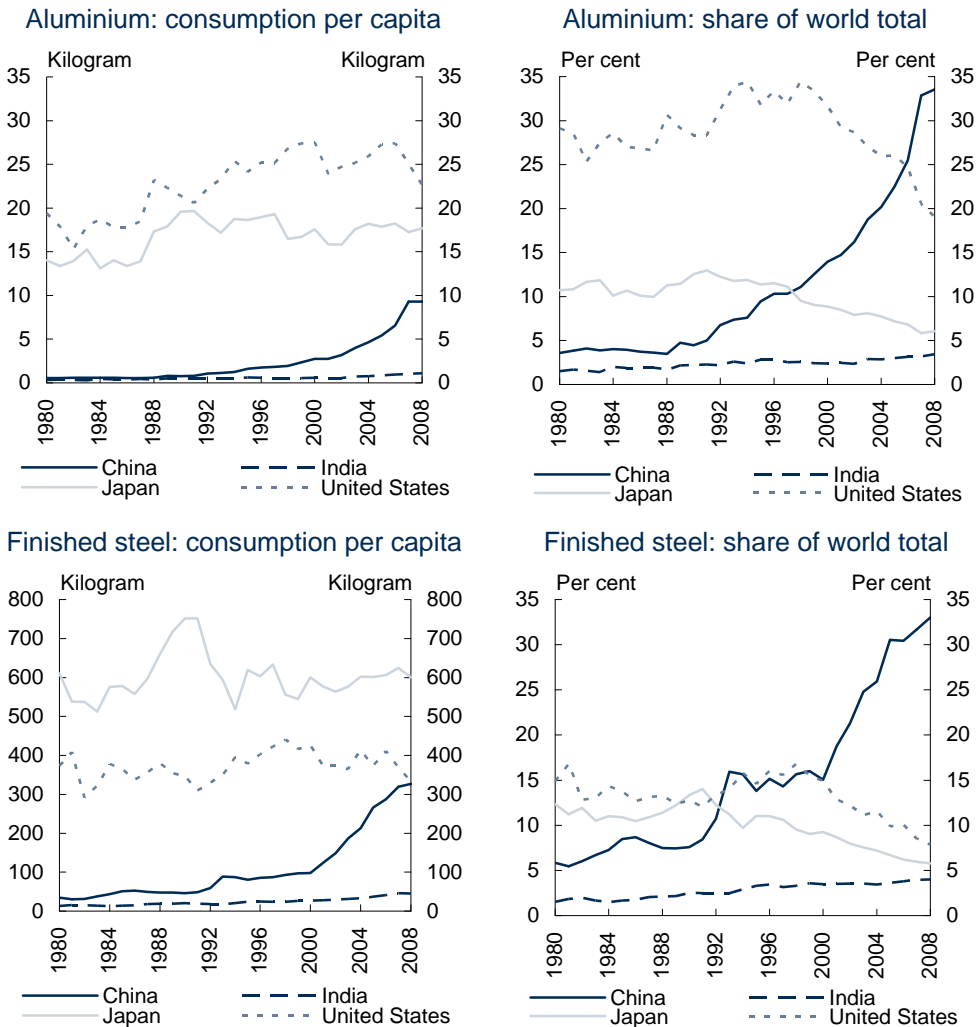 Aluminium: consumption per capita
Kilogram Kilogram
35 35
30 30
25 25
20 20
15 15
10 10
5 5
0 0
1980 1984 1988 1992 1996 2000 2004 2008
China India
Japan United States
Aluminium: share of world total
Per cent Per cent
35 35
30 30
25 25
20 20
15 15
10 10
5 5
0 0
1980 1984 1988 1992 1996 2000 2004 2008
China India
Japan United States
Finished steel: consumption per capita
Kilogram Kilogram
800 800
700 700
600 600
500 500
400 400
300 300
200 200
100 100
0 0
1980 1984 1988 1992 1996 2000 2004 2008
China India
Japan United States
Finished steel: share of world total
Per cent Per cent
35 35
30 30
25 25
20 20
15 15
10 10
5 5
0 0
1980 1984 1988 1992 1996 2000 2004 2008
China India
Japan United States